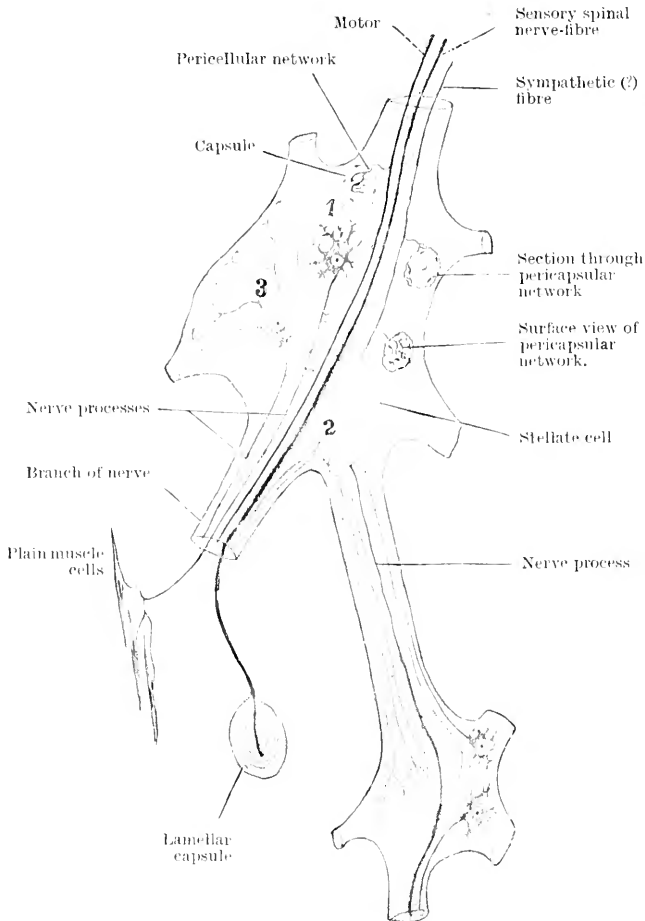 Motor
Sensory spinal
nerve-fibre
Pericellular network
Sympathetic (?)
fibre
Capsule
2
1
3
Section through
pericapsular
network
Surface view of
pericapsular
network.
Nerve processes
2
Stellate cell
Branch of nerve
Plain muscle
cells
Nerve process
Lamellar
capsule